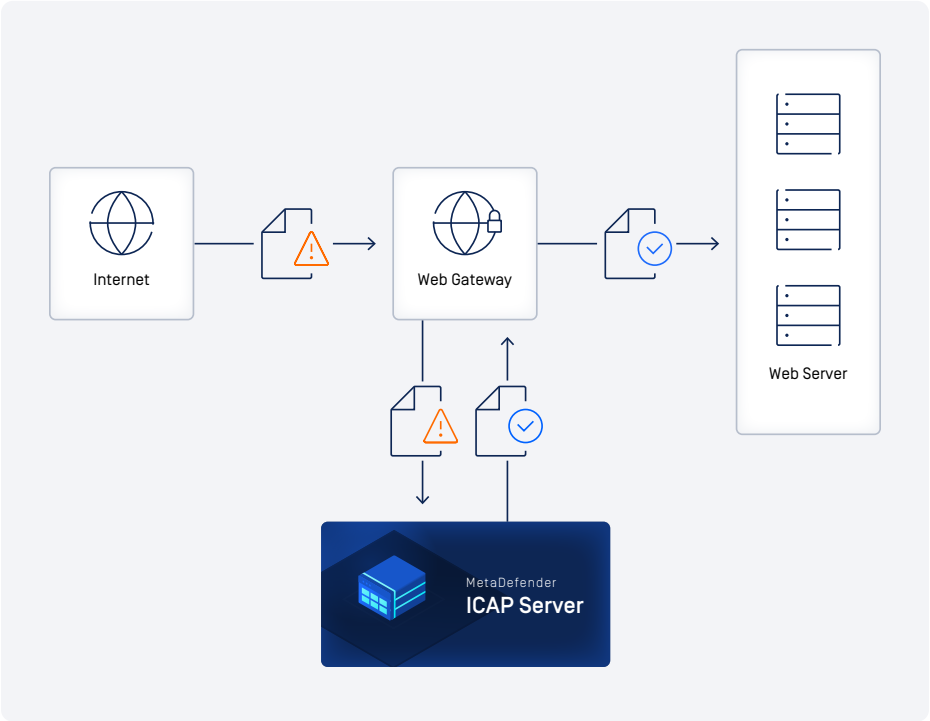 Internet
Web Gateway
Web Server
MetaDefender
ICAP Server